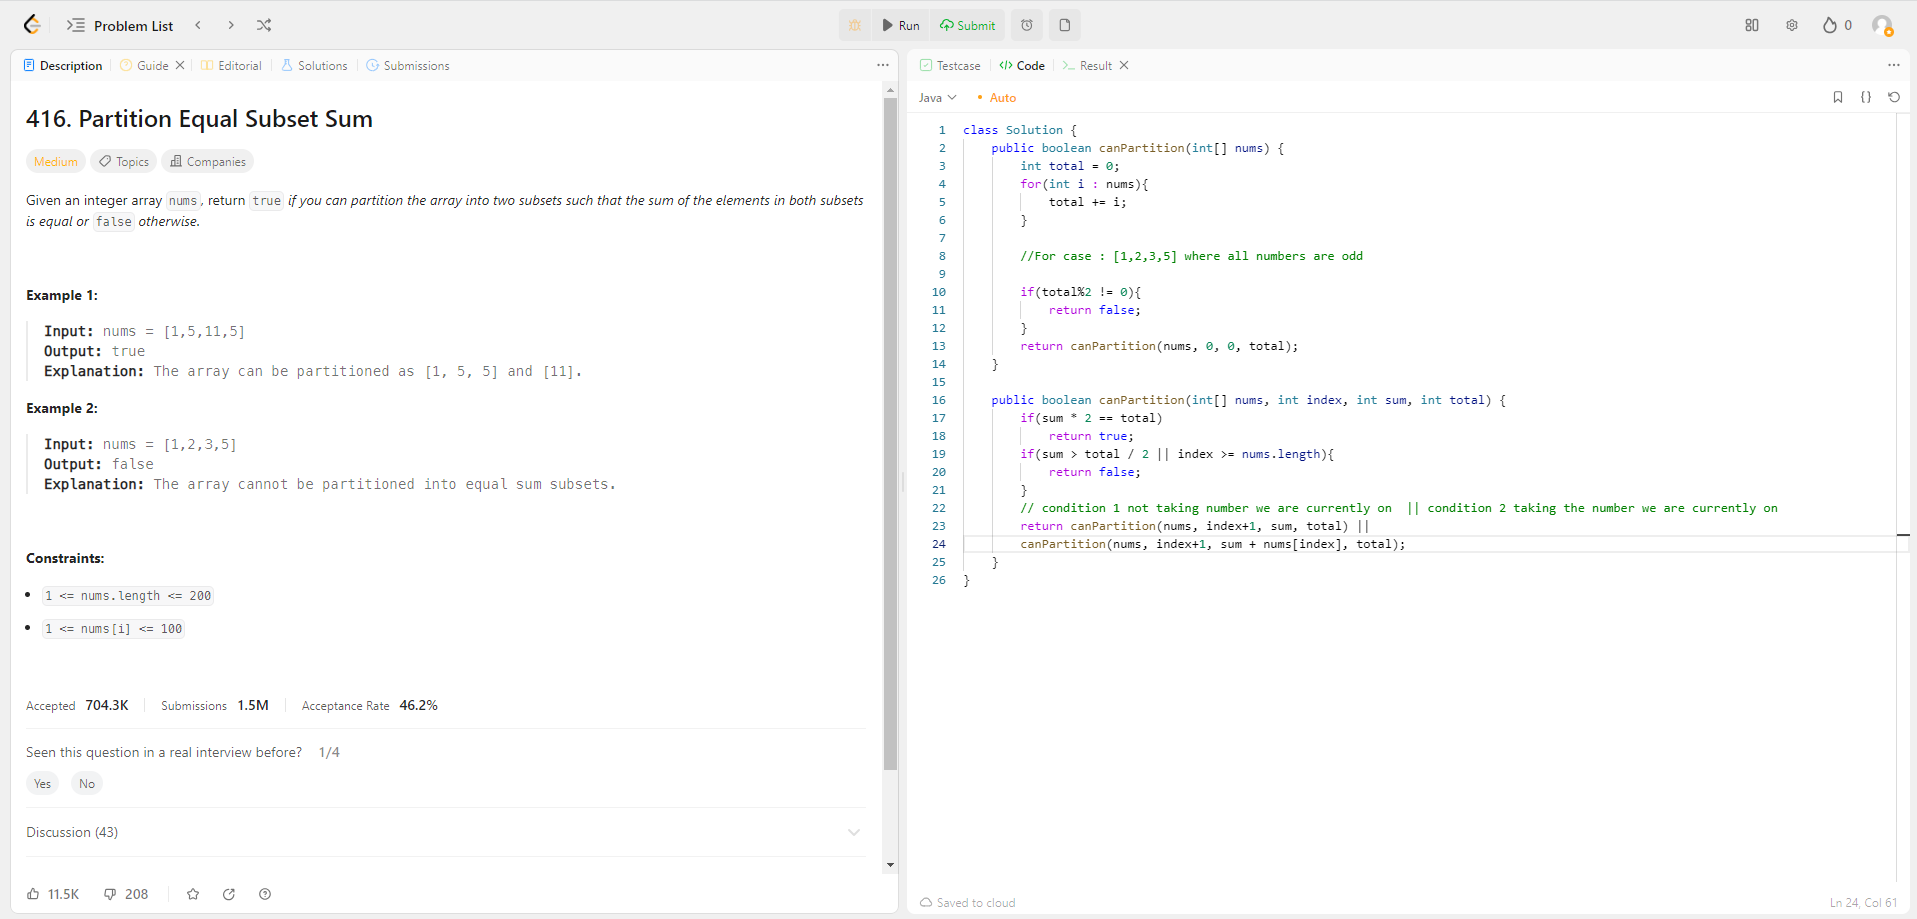 Problem List
Run
Submit
0
Description
Guide
Editorial
Solutions
Submissions
416. Partition Equal Subset Sum
Medium
Topics
Companies
Given an integer array nums, return true if you can partition the array into two subsets such that the sum of the elements in both subsets
is equal or false otherwise.
Example 1:
Input: nums = [1,5,11,5]
Output: true
Explanation: The array can be partitioned as [1, 5, 5] and [11].
Example 2:
Input: nums = [1,2,3,5]
Output: false
Explanation: The array cannot be partitioned into equal sum subsets.
Constraints:
1 <= nums.length <= 200
1 <= nums[i] <= 100
Accepted 704.3K Submissions 1.5M Acceptance Rate 46.2%
Seen this question in a real interview before? 1/4
Yes No
Discussion (43)
11.5K 208
Testcase
Code
Result
Java
Auto
1 class Solution {
2 public boolean canPartition(int[] nums) {
3 int total = 0;
4 for(int i : nums){
5 total += i;
6 }
7
8 //For case : [1,2,3,5] where all numbers are odd
9
10 if(total%2 != 0){
11 return false;
12 }
13 return canPartition(nums, 0, 0, total);
14 }
15
16 public boolean canPartition(int[] nums, int index, int sum, int total) {
17 if(sum * 2 == total)
18 return true;
19 if(sum > total / 2 || index >= nums.length){
20 return false;
21 }
22 // condition 1 not taking number we are currently on  || condition 2 taking the number we are currently on
23 return canPartition(nums, index+1, sum, total) ||
24 canPartition(nums, index+1, sum + nums[index], total);
25 }
26 }
Saved to cloud
Ln 24, Col 61